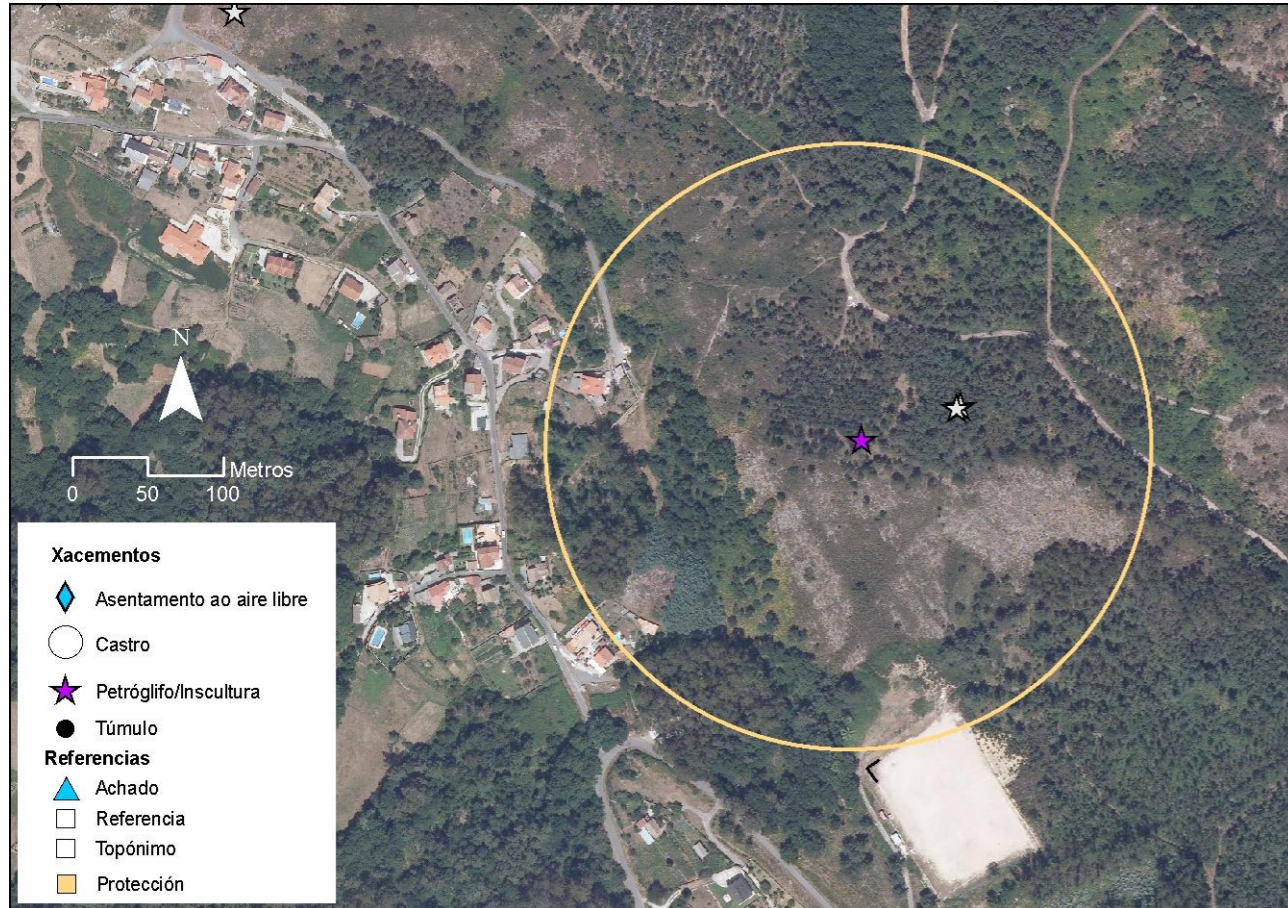 N
Metros
0 50 100
Xacementos
Asentamento ao aire libre
Castro
Petróglifo/Inscultura
Túmulo
Referencias
Achado
Referencia
Topónimo
Protección